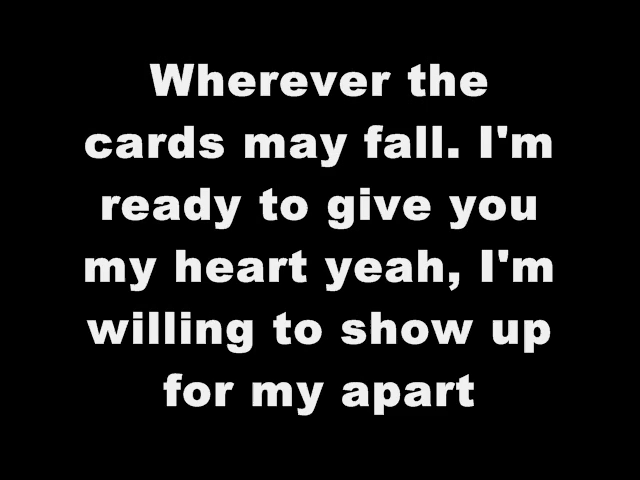 Wherever the
cards may fall. I'm
ready to give you
my heart yeah, I'm
willing to show up
for my apart